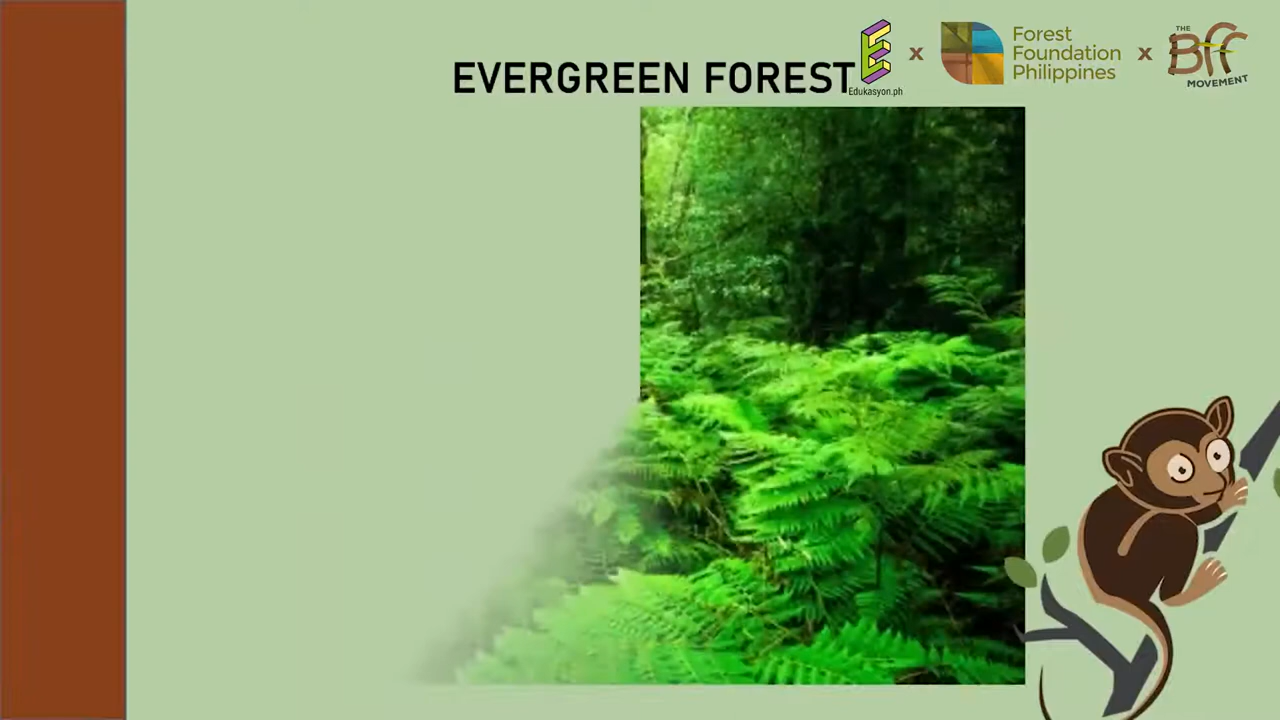 EVERGREEN FOREST
Edukasyon.ph
x
Forest
Foundation
Philippines
x
THE
BFF
MOVEMENT